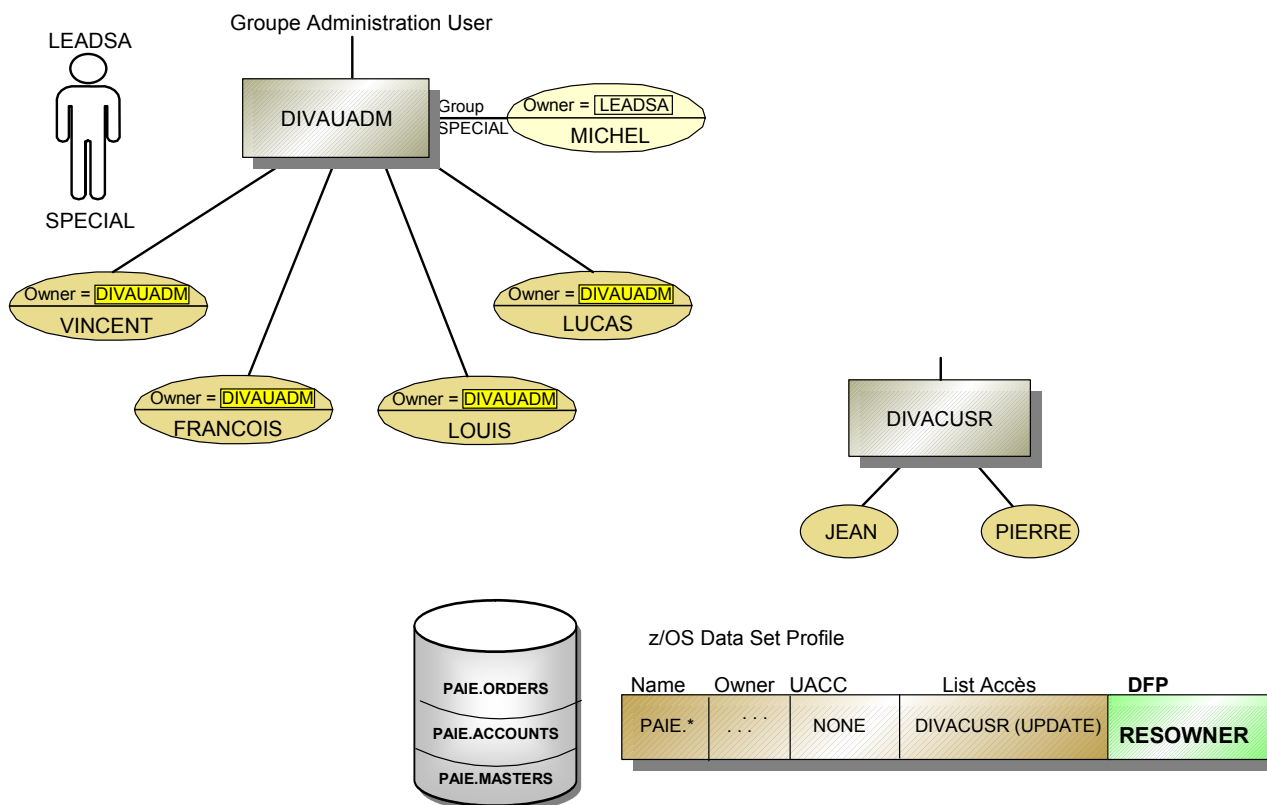 Groupe Administration User
LEADSA
SPECIAL
DIVAUADM
Group
SPECIAL
Owner = LEADSA
MICHEL
Owner = DIVAUADM
VINCENT
Owner = DIVAUADM
LUCAS
Owner = DIVAUADM
FRANCOIS
Owner = DIVAUADM
LOUIS
DIVACUSR
JEAN
PIERRE
PAIE.ORDERS
PAIE.ACCOUNTS
PAIE.MASTERS
z/OS Data Set Profile
Name Owner UACC List Accès DFP
PAIE.* ... ... NONE DIVACUSR (UPDATE) RESOWNER